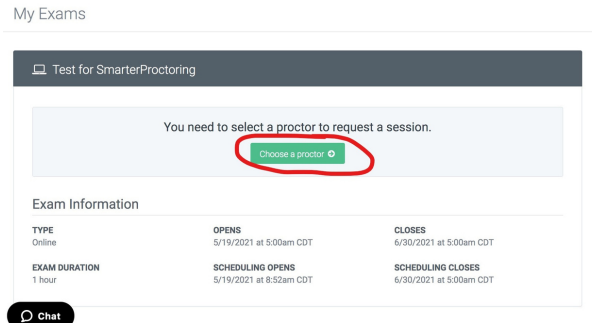 My Exams
Test for SmarterProctoring
You need to select a proctor to request a session.
Choose a proctor
Exam Information
TYPE OPENS CLOSES
Online 5/19/2021 at 5:00am CDT 6/30/2021 at 5:00am CDT
EXAM DURATION SCHEDULING OPENS SCHEDULING CLOSES
1 hour 5/19/2021 at 8:52am CDT 6/30/2021 at 5:00am CDT
Chat